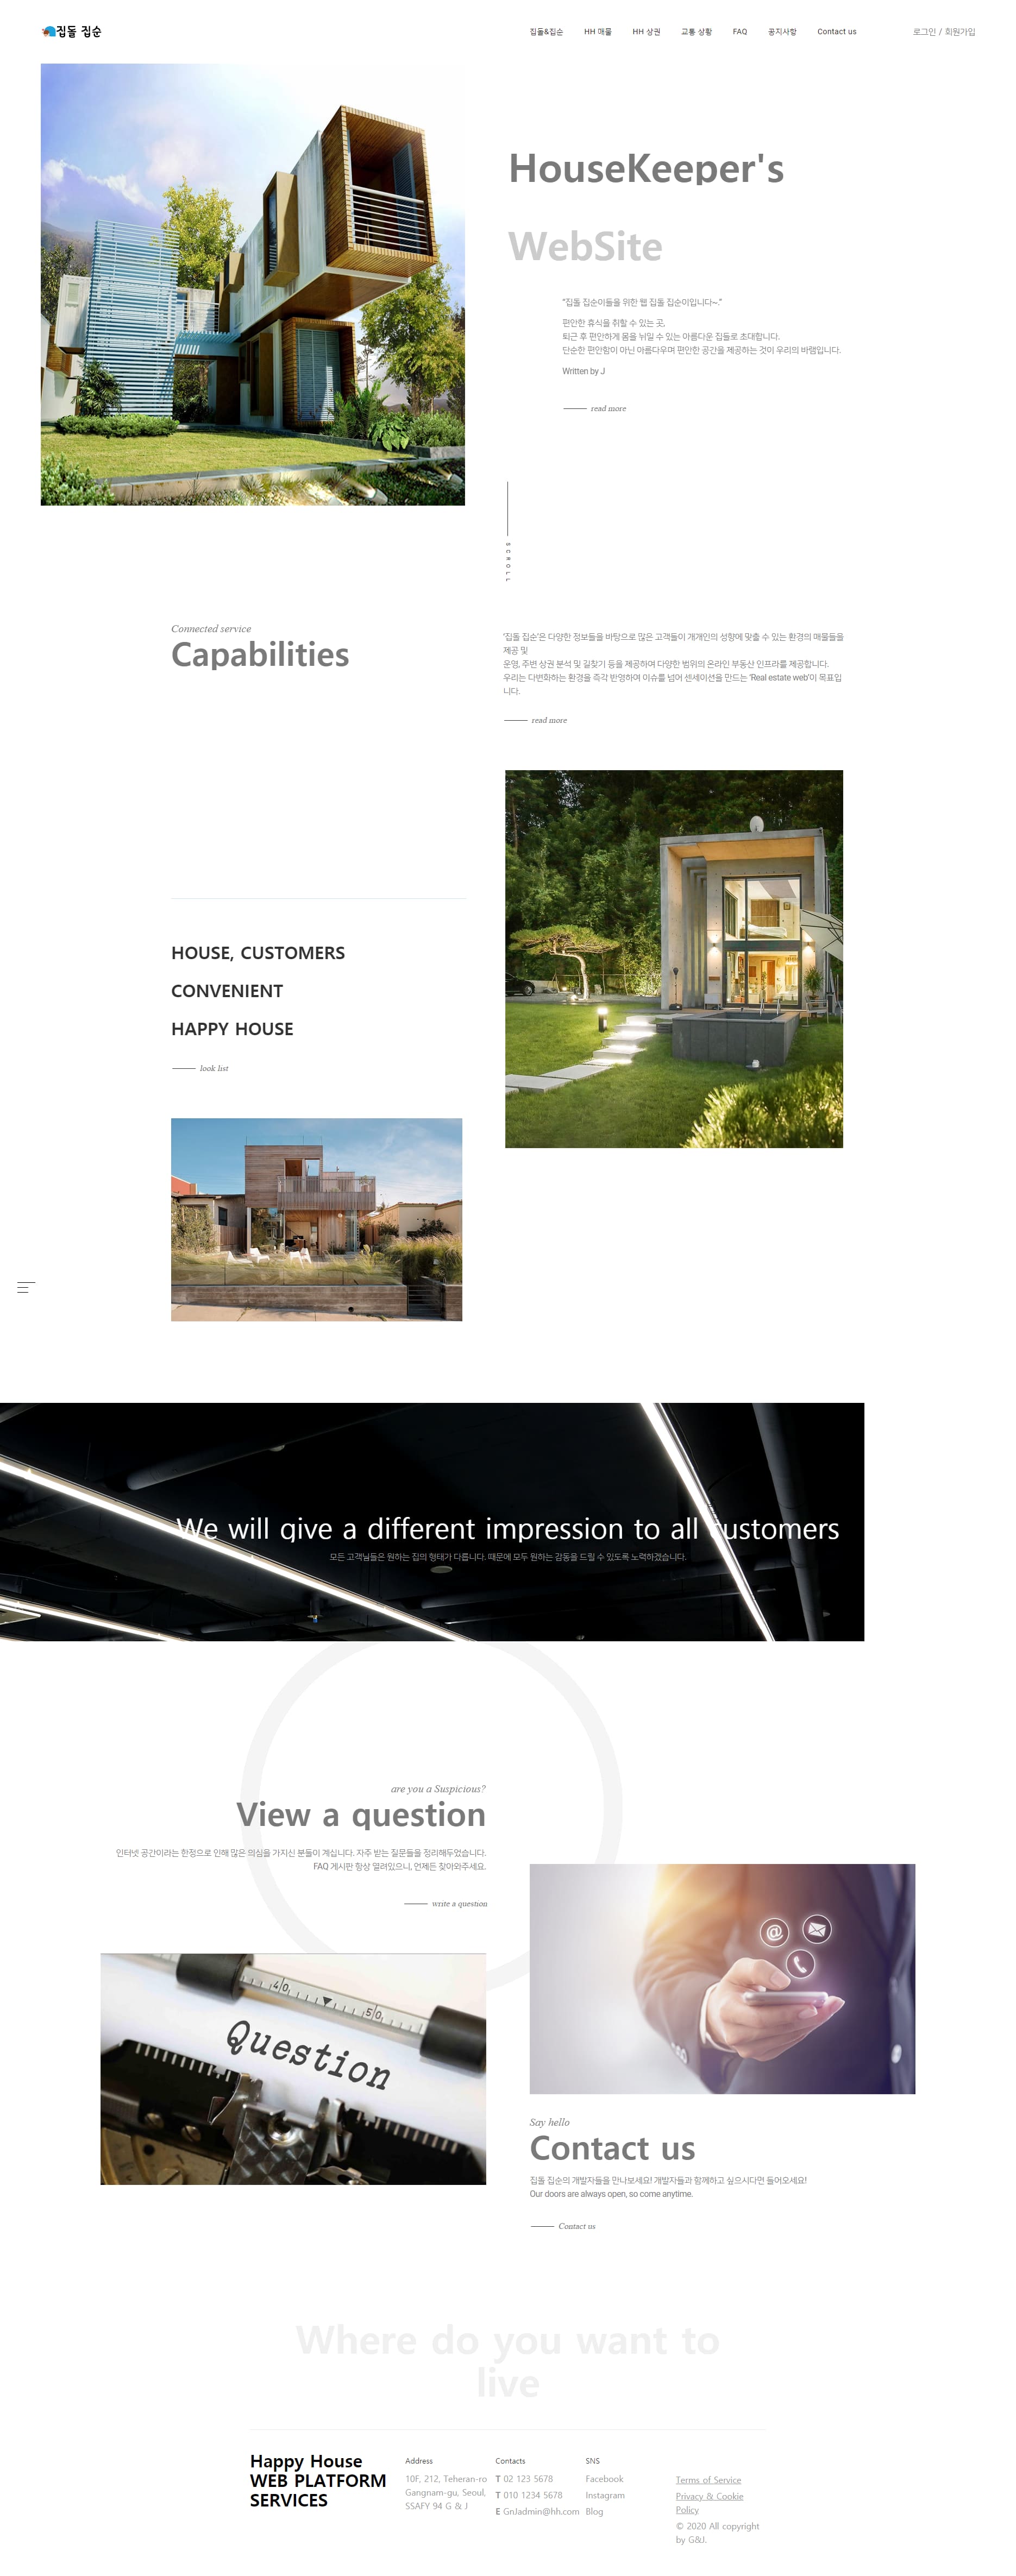 집돌 집순
집돌&집순 HH 매물 HH 상권 교통 상황 FAQ 공지사항 Contact us 로그인 / 회원가입
HouseKeeper's
WebSite
"집돌 집순이들을 위한 웹 집돌 집순이입니다~."
편안한 휴식을 취할 수 있는 곳,
퇴근 후 편안하게 몸을 뉘일 수 있는 아름다운 집들로 초대합니다.
단순한 편안함이 아닌 아름다우며 편안한 공간을 제공하는 것이 우리의 바램입니다.
Written by J
read more
SCROLL
Connected service
Capabilities
'집돌 집순'은 다양한 정보들을 바탕으로 많은 고객들이 개개인의 성향에 맞출 수 있는 환경의 매물들을
제공 및
운영, 주변 상권 분석 및 길찾기 등을 제공하여 다양한 범위의 온라인 부동산 인프라를 제공합니다.
우리는 다변화하는 환경을 즉각 반영하여 이슈를 넘어 센세이션을 만드는 'Real estate web'이 목표입
니다.
read more
HOUSE, CUSTOMERS
CONVENIENT
HAPPY HOUSE
look list
We will give a different impression to all customers
모든 고객님들은 원하는 집의 형태가 다릅니다. 때문에 모두 원하는 감동을 드릴 수 있도록 노력하겠습니다.
are you a Suspicious?
View a question
인터넷 공간이라는 한정으로 인해 많은 의심을 가지신 분들이 계십니다. 자주 받는 질문들을 정리해두었습니다.
FAQ 게시판 항상 열려있으니, 언제든 찾아와주세요.
write a question
40 50
Question
@
Say hello
Contact us
집돌 집순의 개발자들을 만나보세요! 개발자들과 함께하고 싶으시다면 들어오세요!
Our doors are always open, so come anytime.
Contact us
Where do you want to
live
Happy House
WEB PLATFORM
SERVICES
Address
10F, 212, Teheran-ro
Gangnam-gu, Seoul,
SSAFY 94 G & J
Contacts
T 02 123 5678
T 010 1234 5678
E GnJadmin@hh.com
SNS
Facebook
Instagram
Blog
Terms of Service
Privacy & Cookie
Policy
© 2020 All copyright
by G&J.